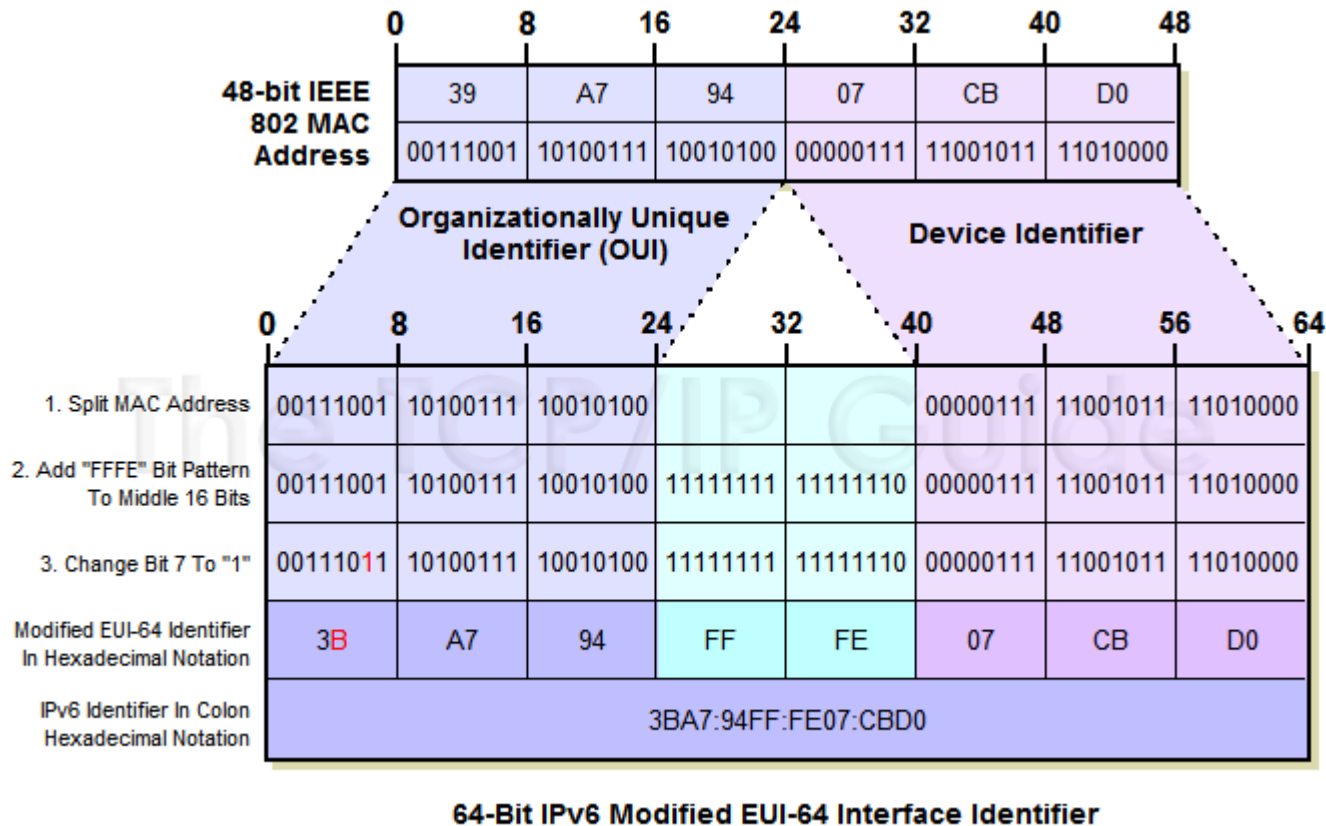 0 8 16 24 32 40 48
48-bit IEEE
802 MAC
Address
39 A7 94 07 CB D0
00111001 10100111 10010100 00000111 11001011 11010000
Organizationally Unique
Identifier (OUI)
Device Identifier
0 8 16 24 32 40 48 56 64
The TCP/IP Guide
1. Split MAC Address
00111001 10100111 10010100 00000111 11001011 11010000
2. Add "FFFE" Bit Pattern
To Middle 16 Bits
00111001 10100111 10010100 11111111 11111110 00000111 11001011 11010000
3. Change Bit 7 To "1"
00111011 10100111 10010100 11111111 11111110 00000111 11001011 11010000
Modified EUI-64 Identifier
In Hexadecimal Notation
3B A7 94 FF FE 07 CB D0
IPv6 Identifier In Colon
Hexadecimal Notation
3BA7:94FF:FE07:CBD0
64-Bit IPv6 Modified EUI-64 Interface Identifier